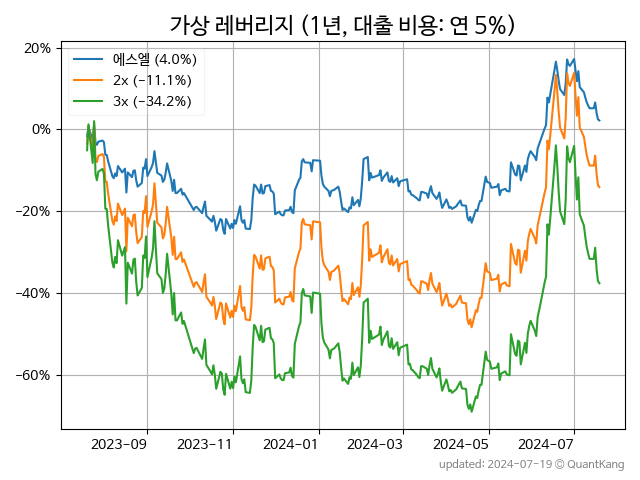 가상 레버리지 (1년, 대출 비용: 연 5%)
에스엘 (4.0%)
2x (−11.1%)
3x (−34.2%)
20%
0%
−20%
−40%
−60%
2023-09 2023-11 2024-01 2024-03 2024-05 2024-07
updated: 2024-07-19 © QuantKang